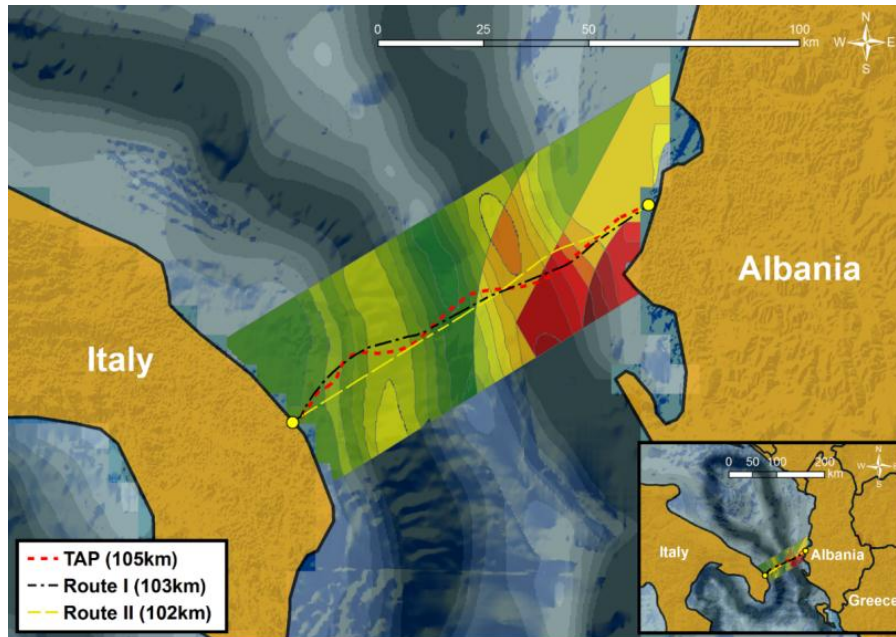 0 25 50 100
km
N
W E
S
Albania
Italy
0 50 100 200
km
N
W E
S
Italy
Albania
Greece
TAP (105km)
Route I (103km)
Route II (102km)